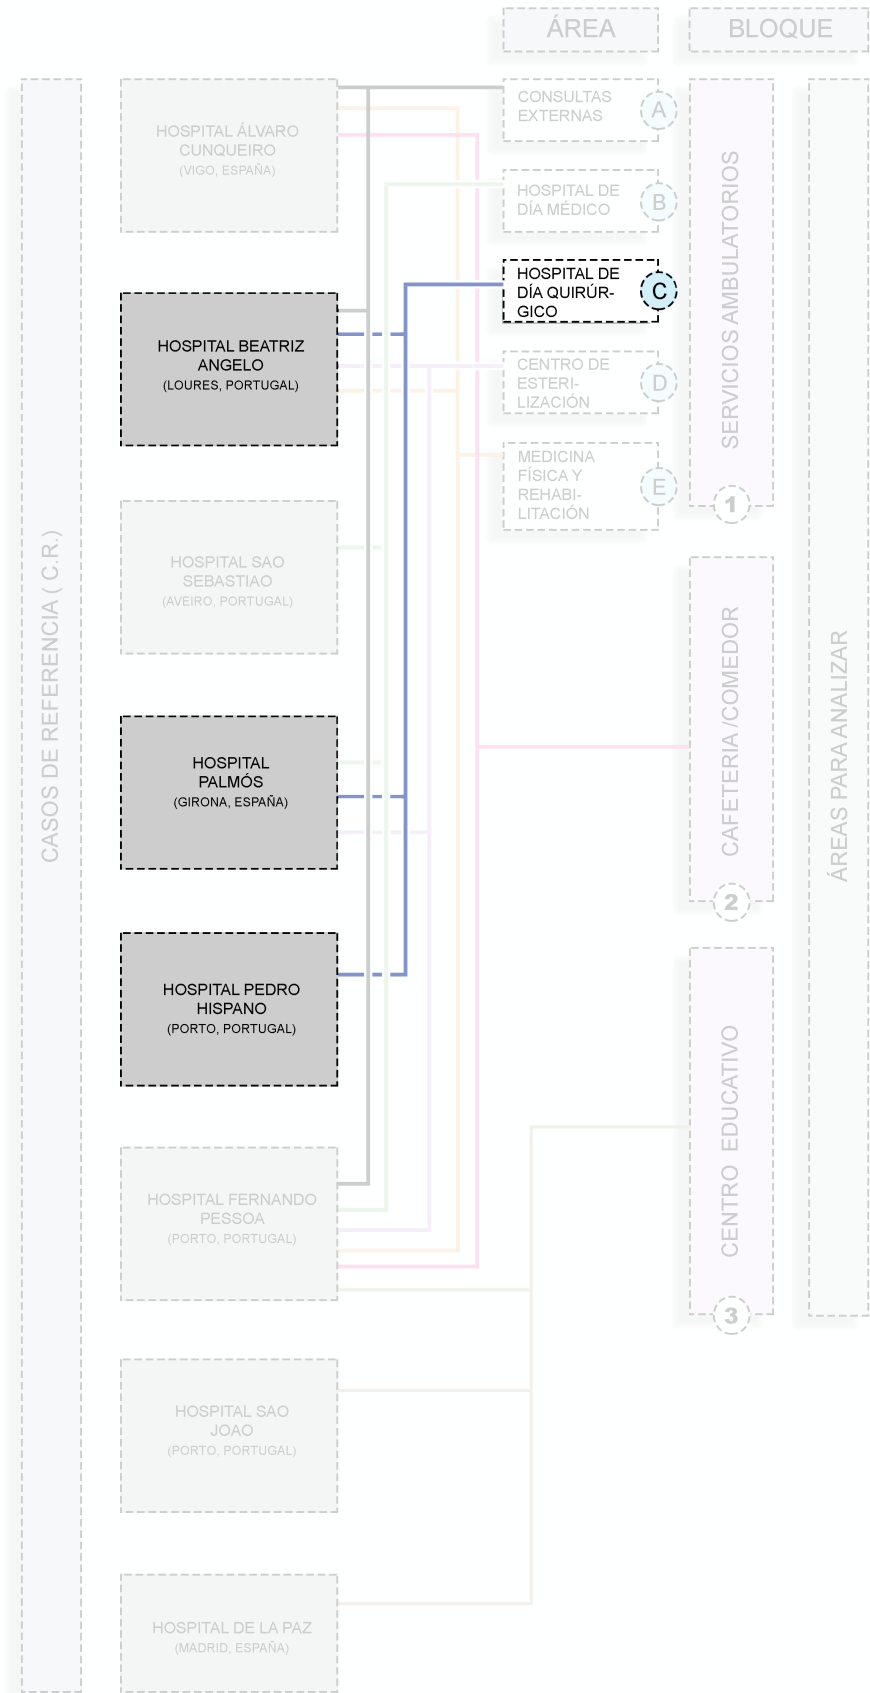 ÁREA
BLOQUE
CASOS DE REFERENCIA ( C.R.)
HOSPITAL ÁLVARO
CUNQUEIRO
(VIGO, ESPAÑA)
HOSPITAL BEATRIZ
ANGELO
(LOURES, PORTUGAL)
HOSPITAL SAO
SEBASTIAO
(AVEIRO, PORTUGAL)
HOSPITAL
PALMÓS
(GIRONA, ESPAÑA)
HOSPITAL PEDRO
HISPANO
(PORTO, PORTUGAL)
HOSPITAL FERNANDO
PESSOA
(PORTO, PORTUGAL)
HOSPITAL SAO
JOAO
(PORTO, PORTUGAL)
HOSPITAL DE LA PAZ
(MADRID, ESPAÑA)
CONSULTAS
EXTERNAS
A
HOSPITAL DE
DÍA MÉDICO
B
HOSPITAL DE
DÍA QUIRÚR-
GICO
C
CENTRO DE
ESTERI-
LIZACIÓN
D
MEDICINA
FÍSICA Y
REHABI-
LITACIÓN
E
SERVICIOS AMBULATORIOS
1
CAFETERIA /COMEDOR
2
CENTRO EDUCATIVO
3
ÁREAS PARA ANALIZAR